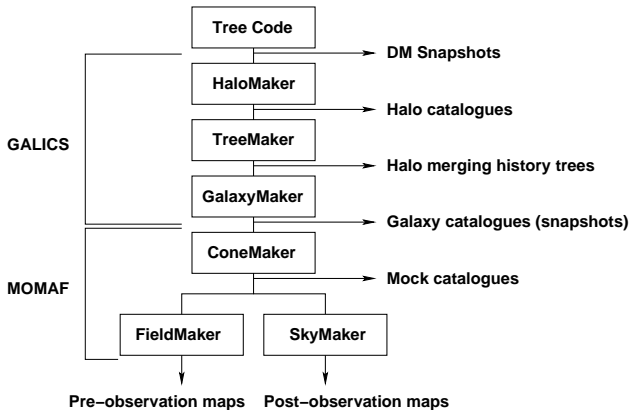 Tree Code
DM Snapshots
HaloMaker
Halo catalogues
GALICS
TreeMaker
Halo merging history trees
GalaxyMaker
Galaxy catalogues (snapshots)
ConeMaker
MOMAF
Mock catalogues
FieldMaker
SkyMaker
Pre−observation maps
Post−observation maps